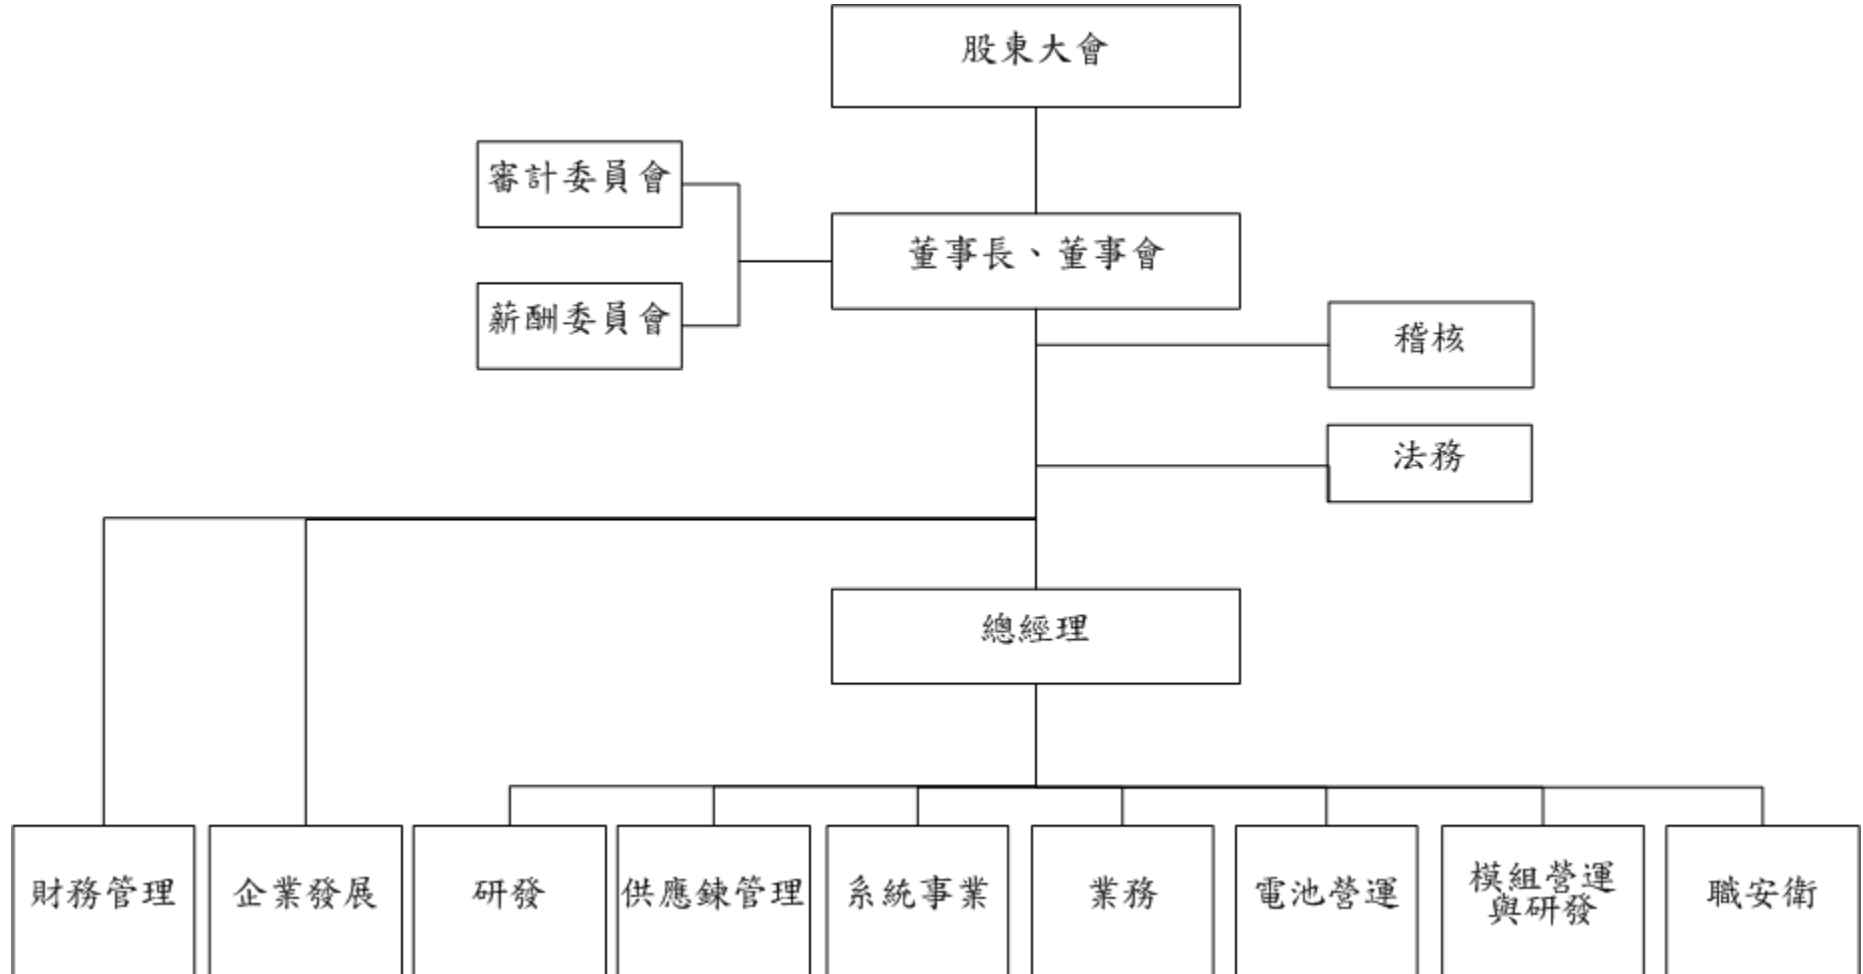 股東大會
審計委員會
董事長、董事會
薪酬委員會
稽核
法務
總經理
財務管理
企業發展
研發
供應鍊管理
系統事業
業務
電池營運
模組營運
與研發
職安衛